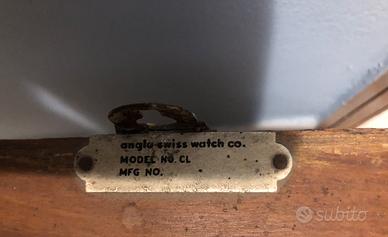 anglo-swiss watch co.
MODEL NO. CL
MFG NO.
subito